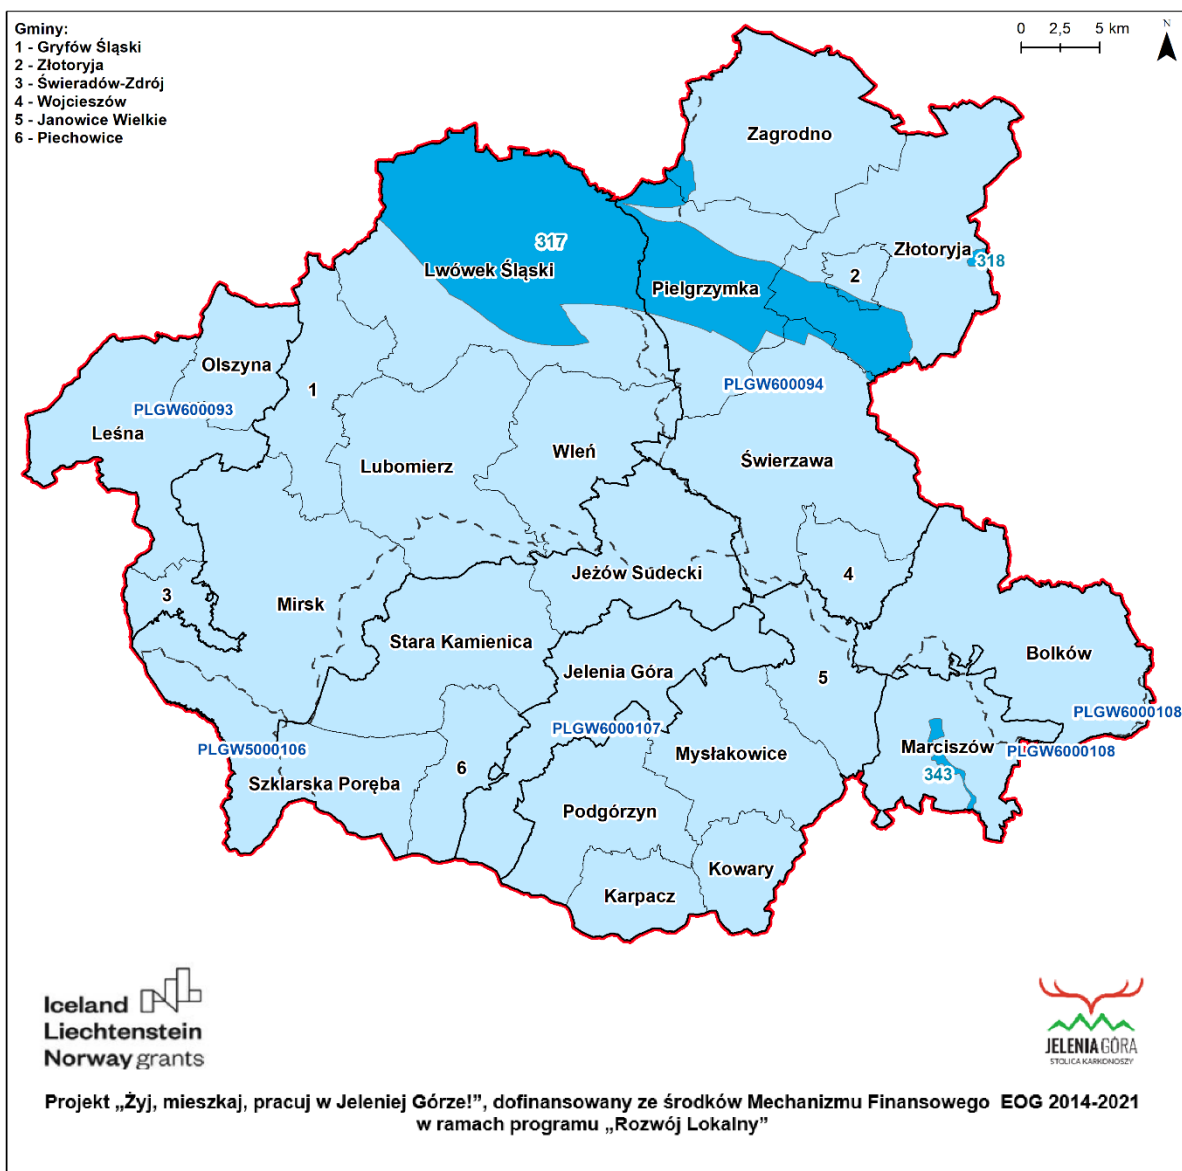 Gminy:
1 - Gryfów Śląski
2 - Złotoryja
3 - Świeradów-Zdrój
4 - Wojcieszów
5 - Janowice Wielkie
6 - Piechowice
0 2,5 5 km
N
Zagrodno
317
Lwówek Śląski
Złotoryja
318
2
Pielgrzymka
Olszyna
1
PLGW600093
PLGW600094
Leśna
Lubomierz
Wleń
Świerzawa
Jeżów Sudecki
4
3
Mirsk
Stara Kamienica
Bolków
Jelenia Góra
5
PLGW6000108
PLGW6000107
PLGW5000106
Mysłakowice
Marciszów
PLGW6000108
343
6
Szklarska Poręba
Podgórzyn
Kowary
Karpacz
Iceland
Liechtenstein
Norway grants
JELENIA GÓRA
STOLICA KARKONOSZY
Projekt „Żyj, mieszkaj, pracuj w Jeleniej Górze!”, dofinansowany ze środków Mechanizmu Finansowego EOG 2014-2021
w ramach programu „Rozwój Lokalny”